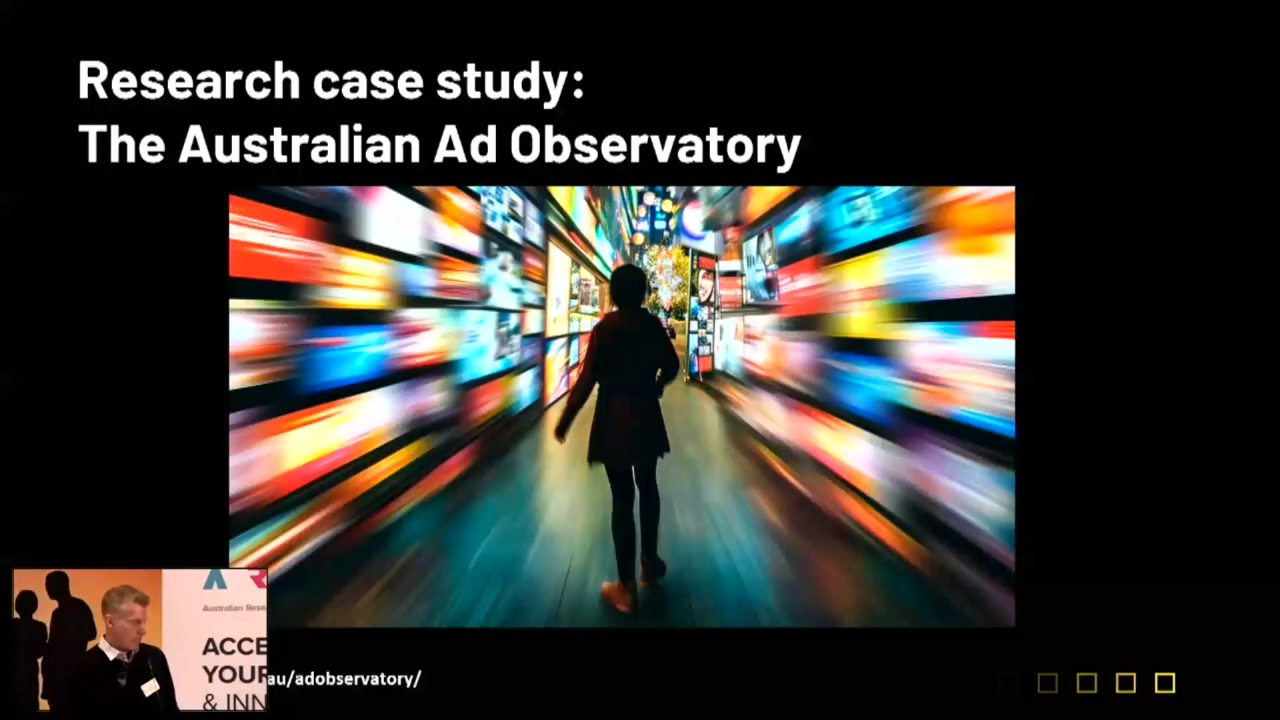 Research case study:
The Australian Ad Observatory
Australian Rese
ACCE
YOUR
& INN
au/adobservatory/